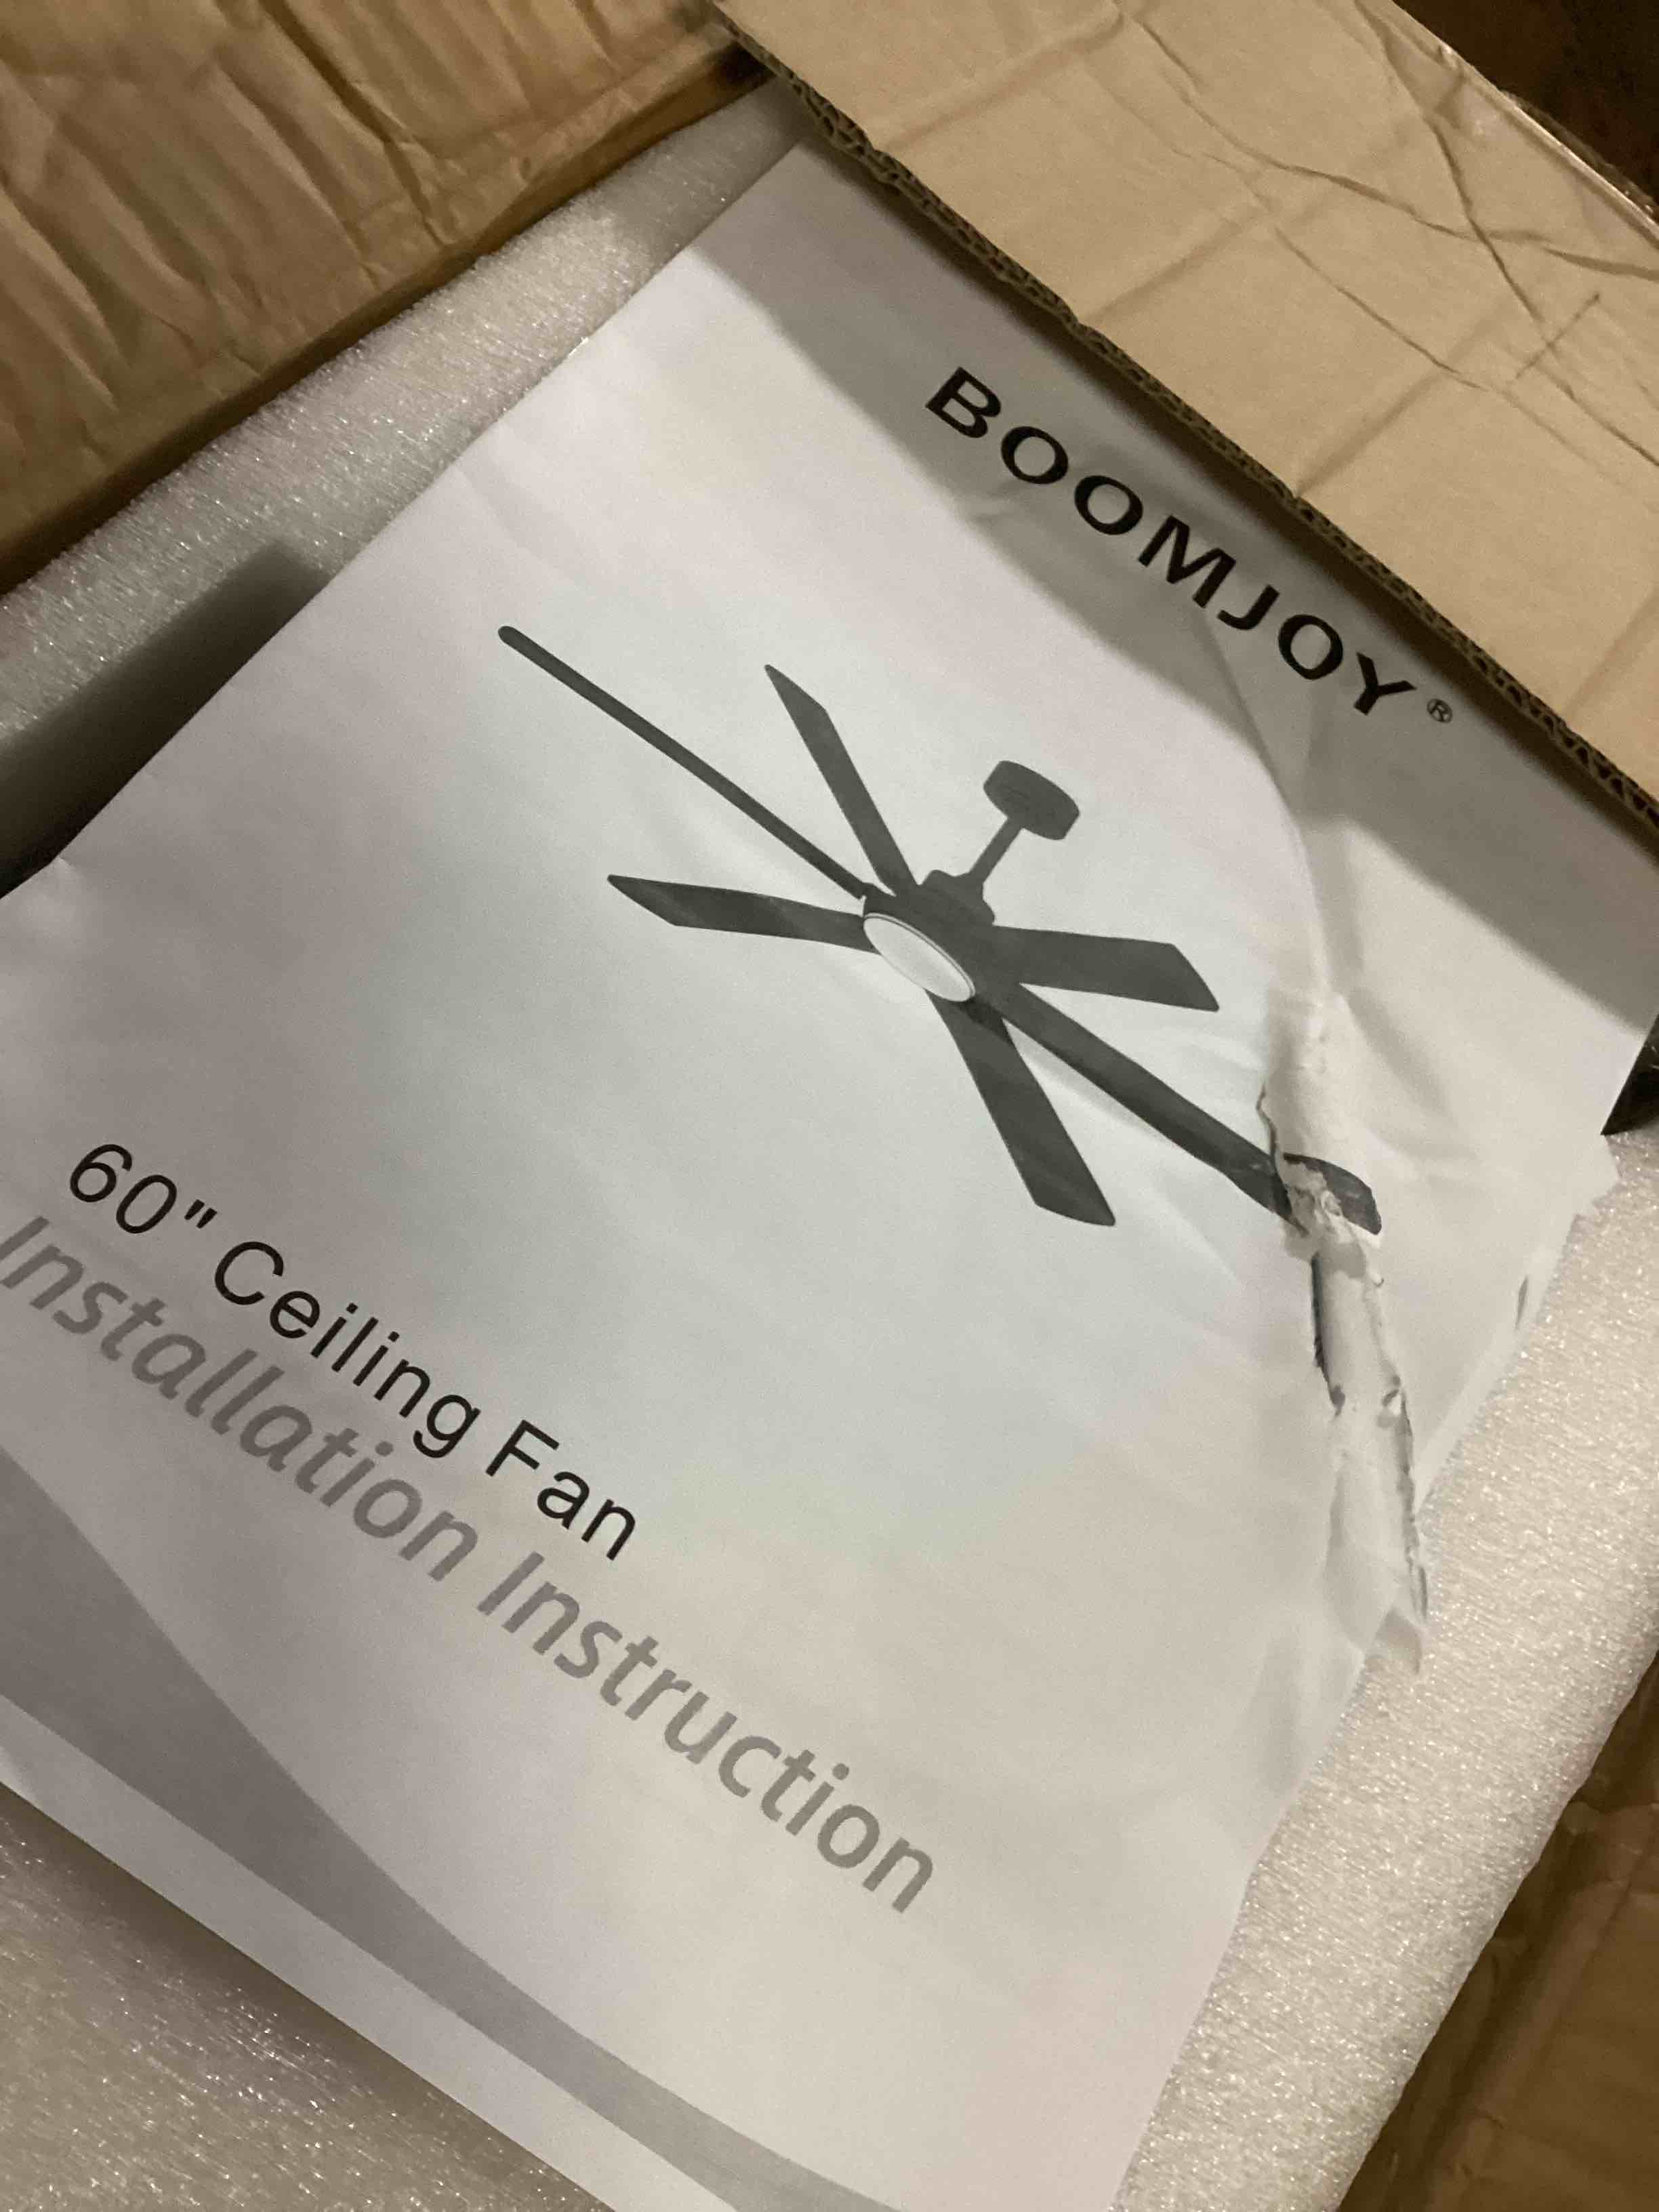 BOOMJOY®
60" Ceiling Fan
Installation Instruction